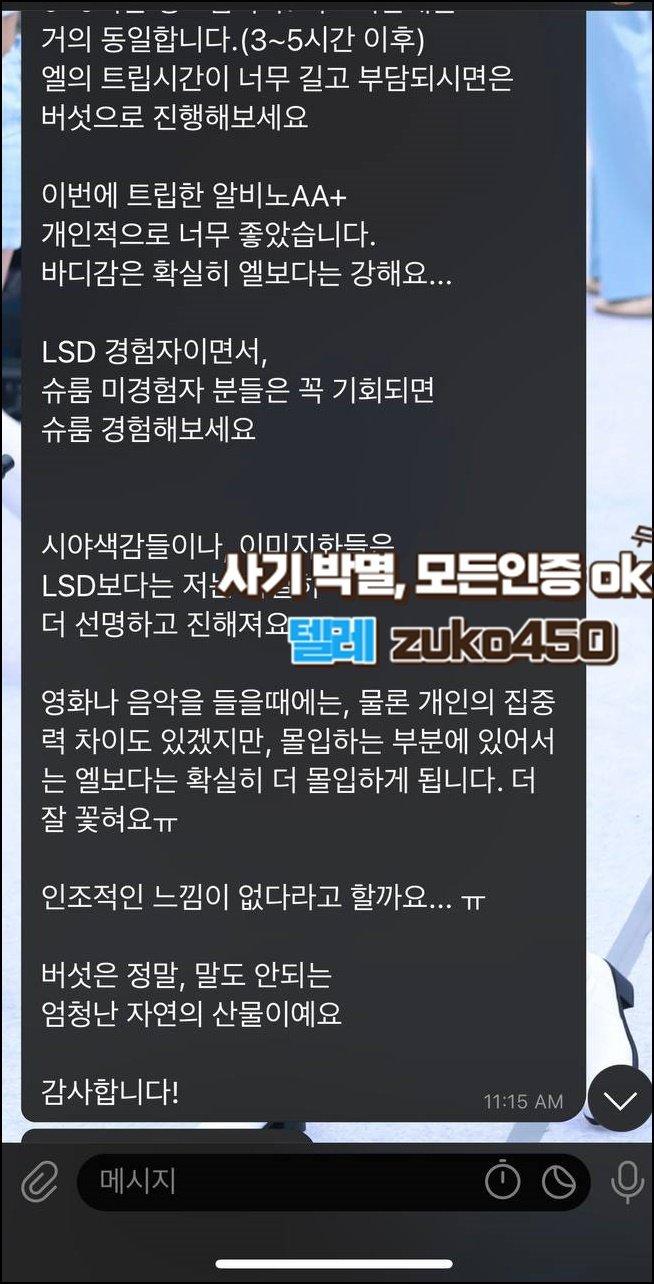 거의 동일합니다.(3~5시간 이후)
엘의 트립시간이 너무 길고 부담되시면은
버섯으로 진행해보세요
이번에 트립한 알비노AA+
개인적으로 너무 좋았습니다.
바디감은 확실히 엘보다는 강해요...
LSD 경험자이면서,
슈룸 미경험자 분들은 꼭 기회되면
슈룸 경험해보세요
시야색감들이나, 이미지화들은
사기 박멸, 모든인증 ok
LSD보다는 저는
더 선명하고 진해져요
텔레 zuko450
영화나 음악을 들을때에는, 물론 개인의 집중
력 차이도 있겠지만, 몰입하는 부분에 있어서
는 엘보다는 확실히 더 몰입하게 됩니다. 더
잘 꽃혀요ㅠ
인조적인 느낌이 없다라고 할까요... ㅠ
버섯은 정말, 말도 안되는
엄청난 자연의 산물이예요
감사합니다!
11:15 AM
메시지